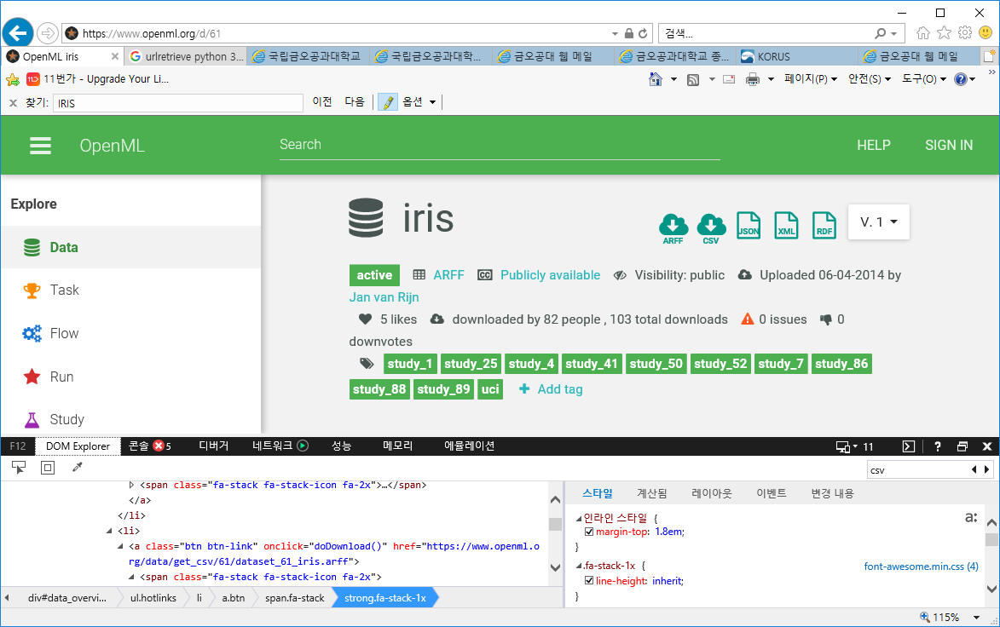 https://www.openml.org/d/61
검색...
OpenML iris
urlretrieve python 3...
국립금오공과대학교
국립금오공과대학...
금오공대 웹 메일
금오공과대학교 종...
KORUS
금오공대 웹 메일
11번가 - Upgrade Your Li...
페이지(P)
안전(S)
도구(O)
찾기: IRIS
이전
다음
옵션
OpenML
Search
HELP
SIGN IN
Explore
Data
Task
Flow
Run
Study
iris
ARFF
CSV
JSON
XML
RDF
V. 1
active ARFF CC Publicly available Visibility: public Uploaded 06-04-2014 by
Jan van Rijn
5 likes downloaded by 82 people , 103 total downloads 0 issues 0
downvotes
study_1 study_25 study_4 study_41 study_50 study_52 study_7 study_86
study_88 study_89 uci + Add tag
F12 DOM Explorer 콘솔 5 디버거 네트워크 성능 메모리 에뮬레이션 11 ?
csv
<span class="fa-stack fa-stack-icon fa-2x">…</span>
</a>
</li>
<li>
<a class="btn btn-link" onclick="doDownload()" href="https://www.openml.o
rg/data/get_csv/61/dataset_61_iris.arff">
<span class="fa-stack fa-stack-icon fa-2x">
div#data_overvi... ul.hotlinks li a.btn span.fa-stack strong.fa-stack-1x
스타일 계산됨 레이아웃 이벤트 변경 내용
인라인 스타일 {
a:
margin-top: 1.8em;
}
.fa-stack-1x {
font-awesome.min.css (4)
line-height: inherit;
}
115%